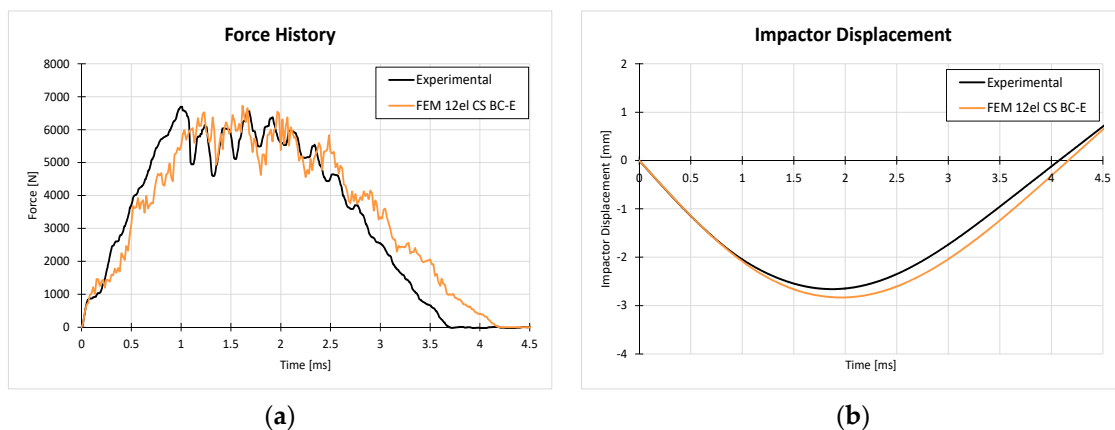 Force History
8000
7000
6000
5000
4000
3000
2000
1000
0
Force [N]
0 0.5 1 1.5 2 2.5 3 3.5 4 4.5
Time [ms]
Experimental
FEM 12el CS BC-E
(a)
Impactor Displacement
2
1
0
-1
-2
-3
-4
Impactor Displacement [mm]
0 0.5 1 1.5 2 2.5 3 3.5 4 4.5
Time [ms]
Experimental
FEM 12el CS BC-E
(b)